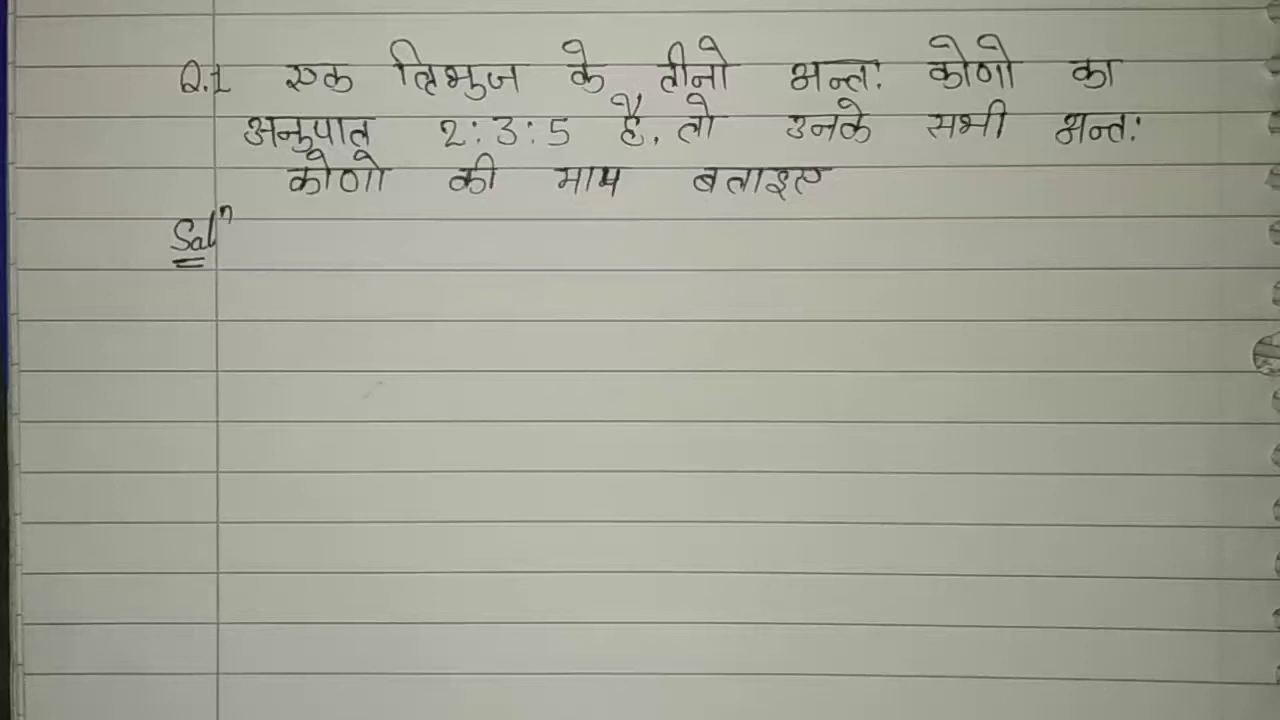 Q.1 एक त्रिभुज के तीनो अन्त: कोणो का
अनुपात 2:3:5 है, तो उनके सभी अन्त:
कोणो की माप बताइए
Solⁿ